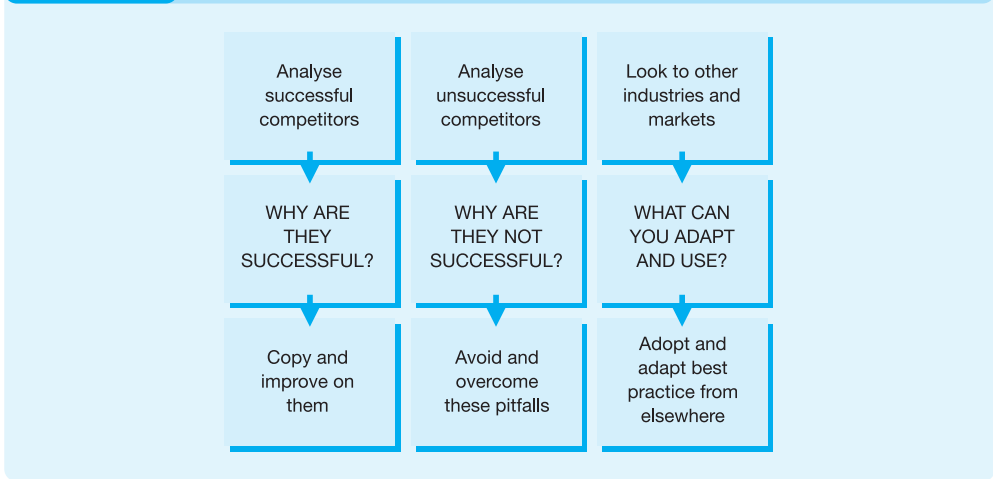 Analyse
successful
competitors
Analyse
unsuccessful
competitors
Look to other
industries and
markets
WHY ARE
THEY
SUCCESSFUL?
WHY ARE
THEY NOT
SUCCESSFUL?
WHAT CAN
YOU ADAPT
AND USE?
Copy and
improve on
them
Avoid and
overcome
these pitfalls
Adopt and
adapt best
practice from
elsewhere